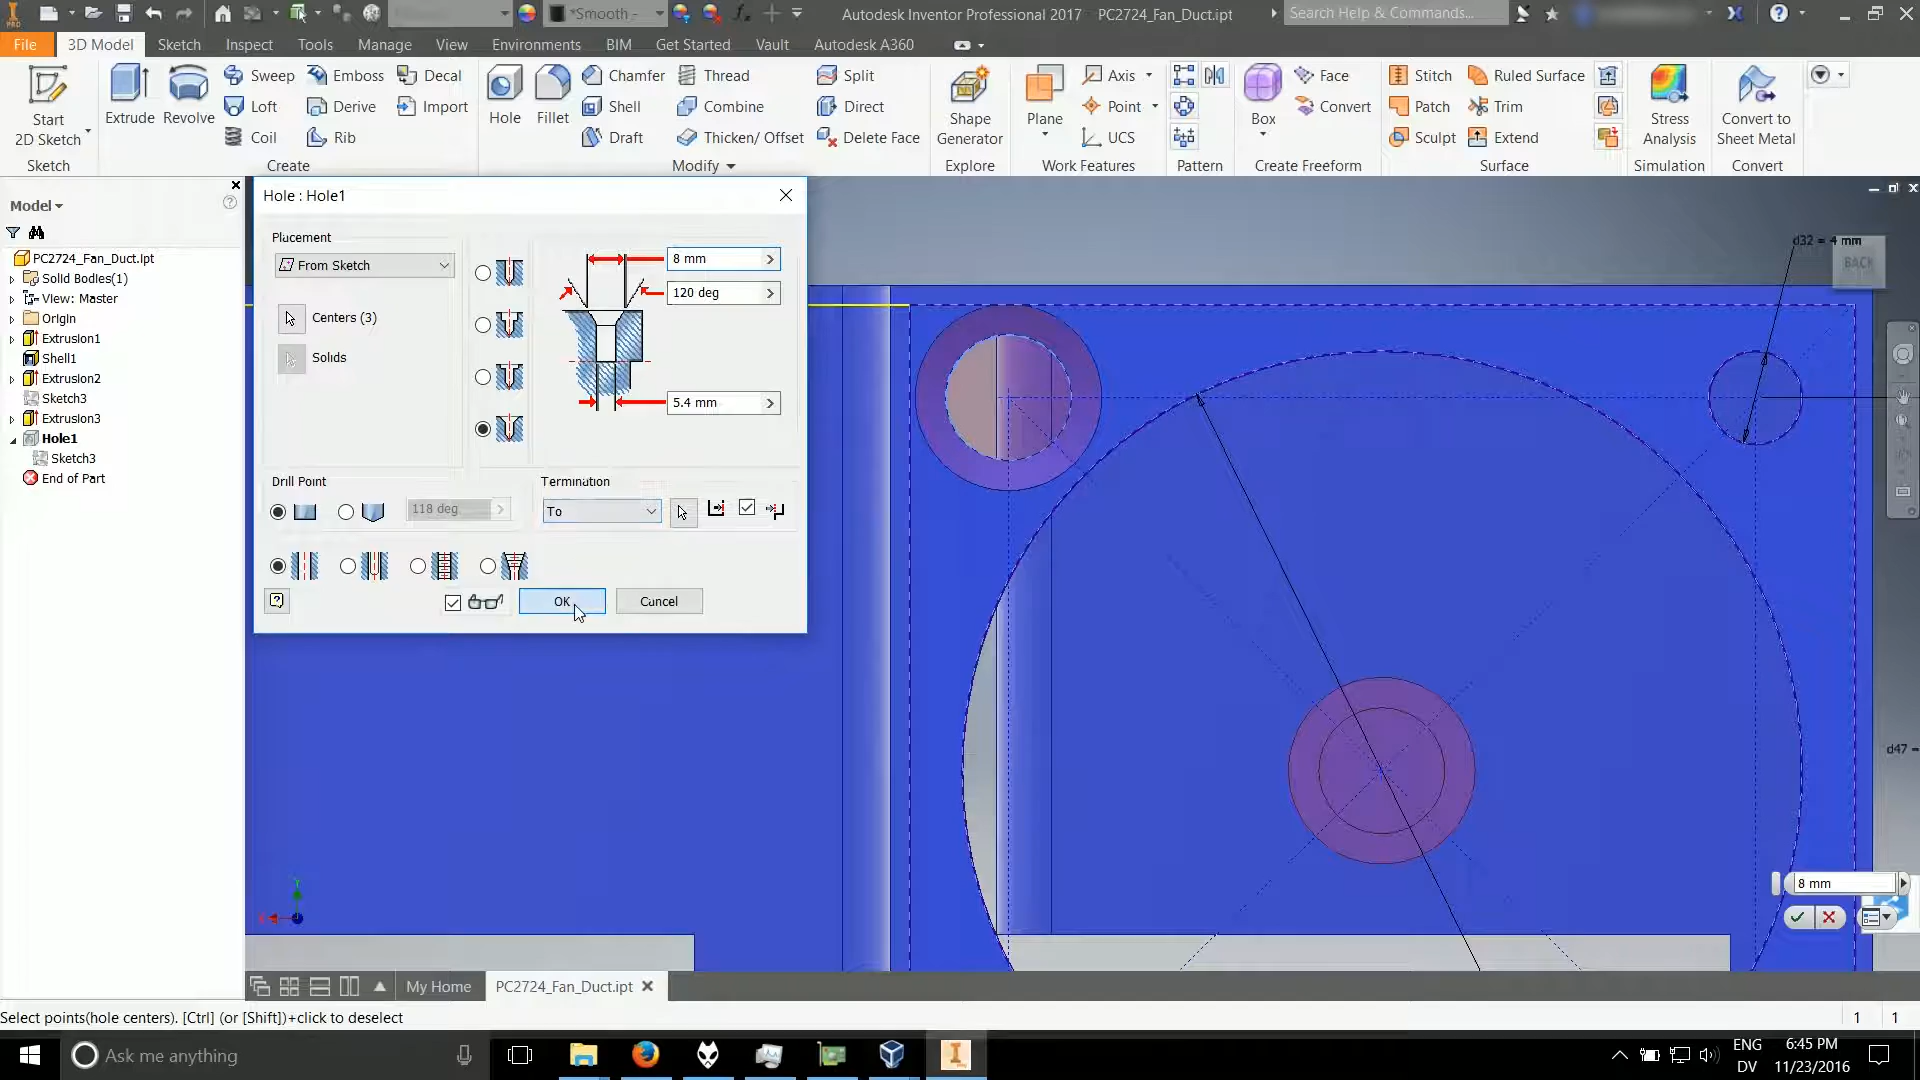 *Smooth -
Autodesk Inventor Professional 2017 PC2724_Fan_Duct.ipt
Search Help & Commands...
File
3D Model
Sketch
Inspect
Tools
Manage
View
Environments
BIM
Get Started
Vault
Autodesk A360
Start
2D Sketch
Extrude
Revolve
Sweep
Loft
Coil
Emboss
Derive
Rib
Decal
Import
Hole
Fillet
Chamfer
Shell
Draft
Thread
Combine
Thicken/ Offset
Split
Direct
Delete Face
Shape
Generator
Plane
Axis
Point
UCS
Box
Face
Convert
Stitch
Patch
Sculpt
Ruled Surface
Trim
Extend
Stress
Analysis
Convert to
Sheet Metal
Sketch
Create
Modify
Explore
Work Features
Pattern
Create Freeform
Surface
Simulation
Convert
Model
PC2724_Fan_Duct.ipt
Solid Bodies(1)
View: Master
Origin
Extrusion1
Shell1
Extrusion2
Sketch3
Extrusion3
Hole1
Sketch3
End of Part
Hole : Hole1
Placement
From Sketch
Centers (3)
Solids
8 mm
120 deg
5.4 mm
Drill Point
118 deg
Termination
To
OK
Cancel
d32 = 4 mm
BACK
d47 =
8 mm
My Home
PC2724_Fan_Duct.ipt
Select points(hole centers). [Ctrl] (or [Shift])+click to deselect
1 1
Ask me anything
ENG
DV
6:45 PM
11/23/2016